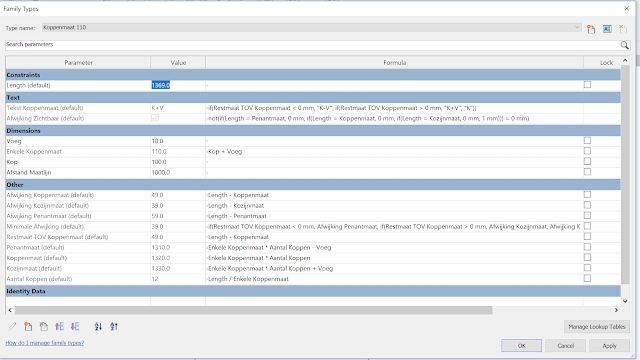 Family Types
Type name: Koppenmaat 110
Search parameters
Parameter Value Formula Lock
Constraints
Length (default) 1369.0 =
Text
Tekst Koppenmaat (default) K+V =if(Restmaat TOV Koppenmaat < 0 mm, "K-V", if(Restmaat TOV Koppenmaat > 0 mm, "K+V", "K"))
Afwijking Zichtbaar (default) =not(if(Length = Penantmaat, 0 mm, if(Length = Koppenmaat, 0 mm, if(Length = Kozijnmaat, 0 mm, 1 mm))) = 0 mm)
Dimensions
Voeg 10.0 =
Enkele Koppenmaat 110.0 =Kop + Voeg
Kop 100.0 =
Afstand Maatlijn 1000.0 =
Other
Afwijking Koppenmaat (default) 49.0 =Length - Koppenmaat
Afwijking Kozijnmaat (default) 39.0 =Length - Kozijnmaat
Afwijking Penantmaat (default) 59.0 =Length - Penantmaat
Minimale Afwijking (default) 39.0 =if(Restmaat TOV Koppenmaat < 0 mm, Afwijking Penantmaat, if(Restmaat TOV Koppenmaat > 0 mm, Afwijking Kozijnmaat, Afwijking K
Restmaat TOV Koppenmaat (default) 49.0 =Length - Koppenmaat
Penantmaat (default) 1310.0 =Enkele Koppenmaat * Aantal Koppen - Voeg
Koppenmaat (default) 1320.0 =Enkele Koppenmaat * Aantal Koppen
Kozijnmaat (default) 1330.0 =Enkele Koppenmaat * Aantal Koppen + Voeg
Aantal Koppen (default) 12 =Length / Enkele Koppenmaat
Identity Data
Manage Lookup Tables
How do I manage family types?
OK Cancel Apply